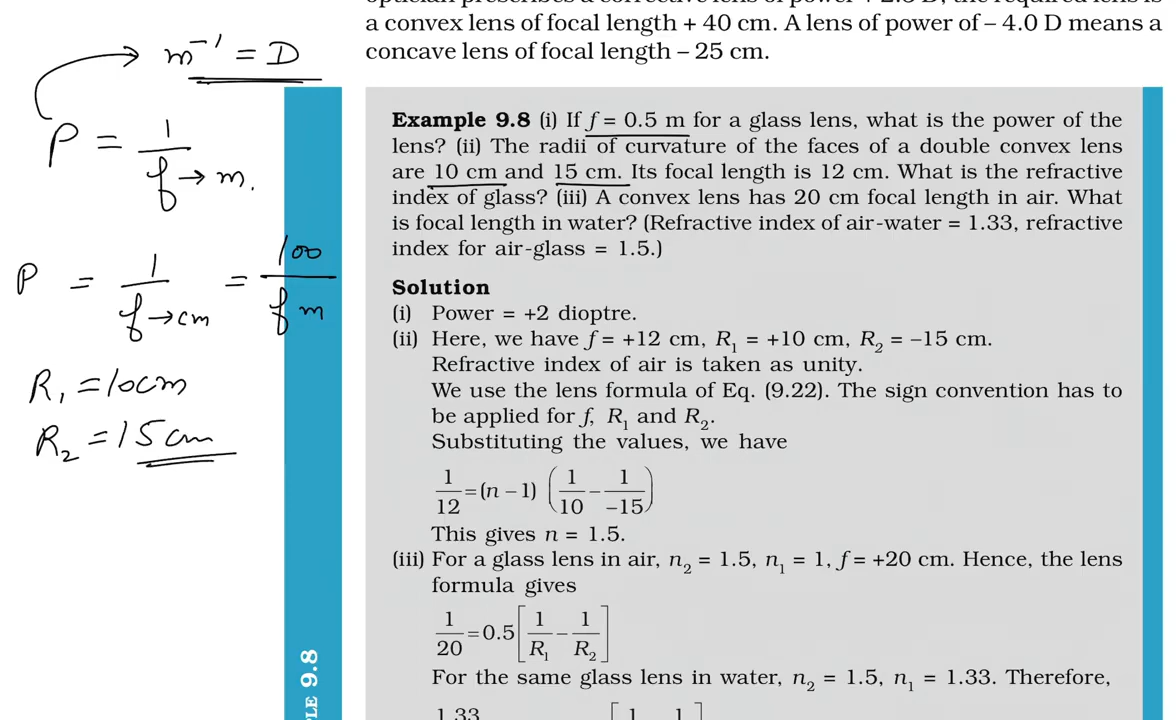 a convex lens of focal length + 40 cm. A lens of power of – 4.0 D means a
concave lens of focal length – 25 cm.
m⁻¹ = D
P = 1/f → m.
P = 1/f → cm = 100/f m
R₁ = 10cm
R₂ = 15cm
Example 9.8 (i) If f = 0.5 m for a glass lens, what is the power of the
lens? (ii) The radii of curvature of the faces of a double convex lens
are 10 cm and 15 cm. Its focal length is 12 cm. What is the refractive
index of glass? (iii) A convex lens has 20 cm focal length in air. What
is focal length in water? (Refractive index of air-water = 1.33, refractive
index for air-glass = 1.5.)
Solution
(i) Power = +2 dioptre.
(ii) Here, we have f = +12 cm, R₁ = +10 cm, R₂ = –15 cm.
Refractive index of air is taken as unity.
We use the lens formula of Eq. (9.22). The sign convention has to
be applied for f, R₁ and R₂.
Substituting the values, we have
1/12 = (n – 1) (1/10 – 1/–15)
This gives n = 1.5.
(iii) For a glass lens in air, n₂ = 1.5, n₁ = 1, f = +20 cm. Hence, the lens
formula gives
1/20 = 0.5 [1/R₁ – 1/R₂]
For the same glass lens in water, n₂ = 1.5, n₁ = 1.33. Therefore,
1.33 [1 1]
PLE 9.8